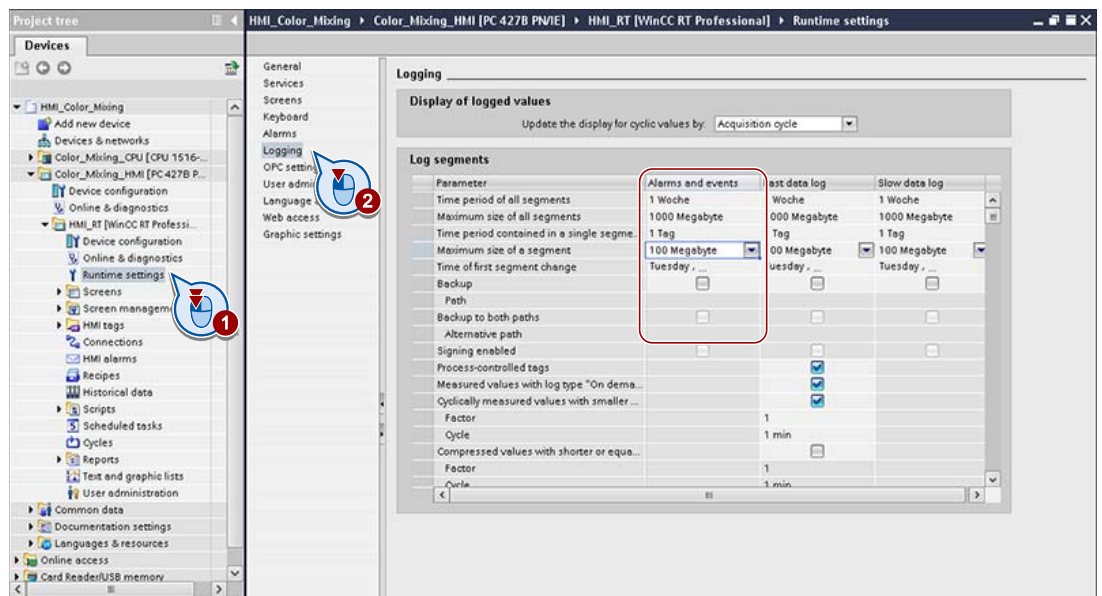 Project tree
HMI_Color_Mixing ▸ Color_Mixing_HMI [PC 427B PN/IE] ▸ HMI_RT [WinCC RT Professional] ▸ Runtime settings
Devices
HMI_Color_Mixing
Add new device
Devices & networks
Color_Mixing_CPU [CPU 1516-...
Color_Mixing_HMI [PC 427B P...
Device configuration
Online & diagnostics
HMI_RT [WinCC RT Professi...
Device configuration
Online & diagnostics
Runtime settings
Screens
Screen managem
HMI tags
Connections
HMI alarms
Recipes
Historical data
Scripts
Scheduled tasks
Cycles
Reports
Text and graphic lists
User administration
Common data
Documentation settings
Languages & resources
Online access
Card Reader/USB memory
1
General
Services
Screens
Keyboard
Alarms
Logging
OPC setting
User admi
Language
Web access
Graphic settings
2
Logging
Display of logged values
Update the display for cyclic values by: Acquisition cycle
Log segments
Parameter Alarms and events ast data log Slow data log
Time period of all segments 1 Woche Woche 1 Woche
Maximum size of all segments 1000 Megabyte 000 Megabyte 1000 Megabyte
Time period contained in a single segme... 1 Tag Tag 1 Tag
Maximum size of a segment 100 Megabyte 00 Megabyte 100 Megabyte
Time of first segment change Tuesday , ... uesday , ... Tuesday , ...
Backup
Path
Backup to both paths
Alternative path
Signing enabled
Process-controlled tags
Measured values with log type "On dema...
Cyclically measured values with smaller ...
Factor 1
Cycle 1 min
Compressed values with shorter or equa...
Factor 1
Cycle 1 min